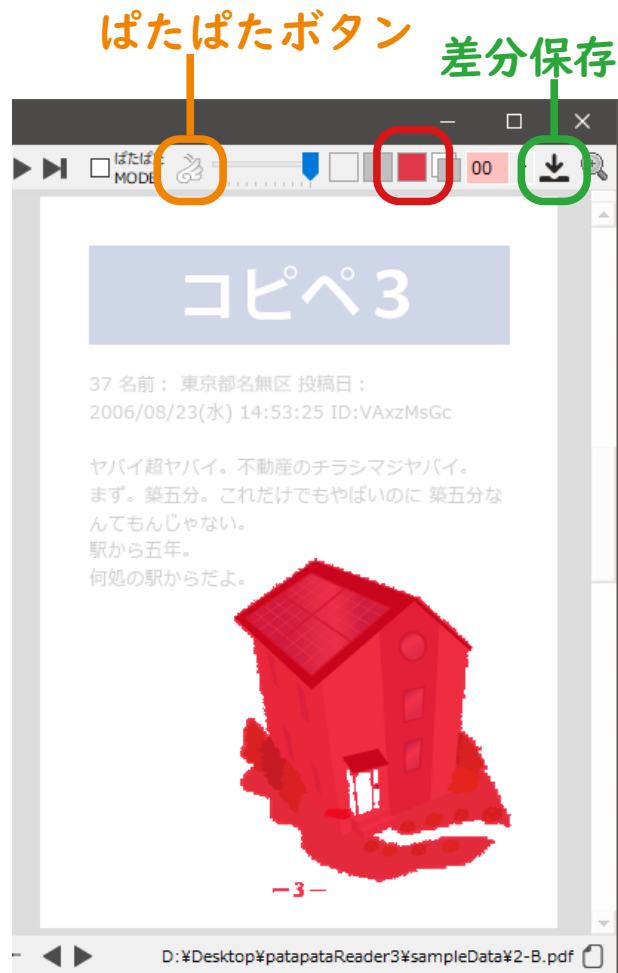 ぱたぱたボタン
差分保存
ぱたぱた
MODE
00
コピペ3
37 名前： 東京都名無区 投稿日：
2006/08/23(水) 14:53:25 ID:VAxzMsGc
ヤバイ超ヤバイ。不動産のチラシマジヤバイ。
まず。築五分。これだけでもやばいのに 築五分な
んてもんじゃない。
駅から五年。
何処の駅からだよ。
－3－
D:¥Desktop¥patapataReader3¥sampleData¥2-B.pdf